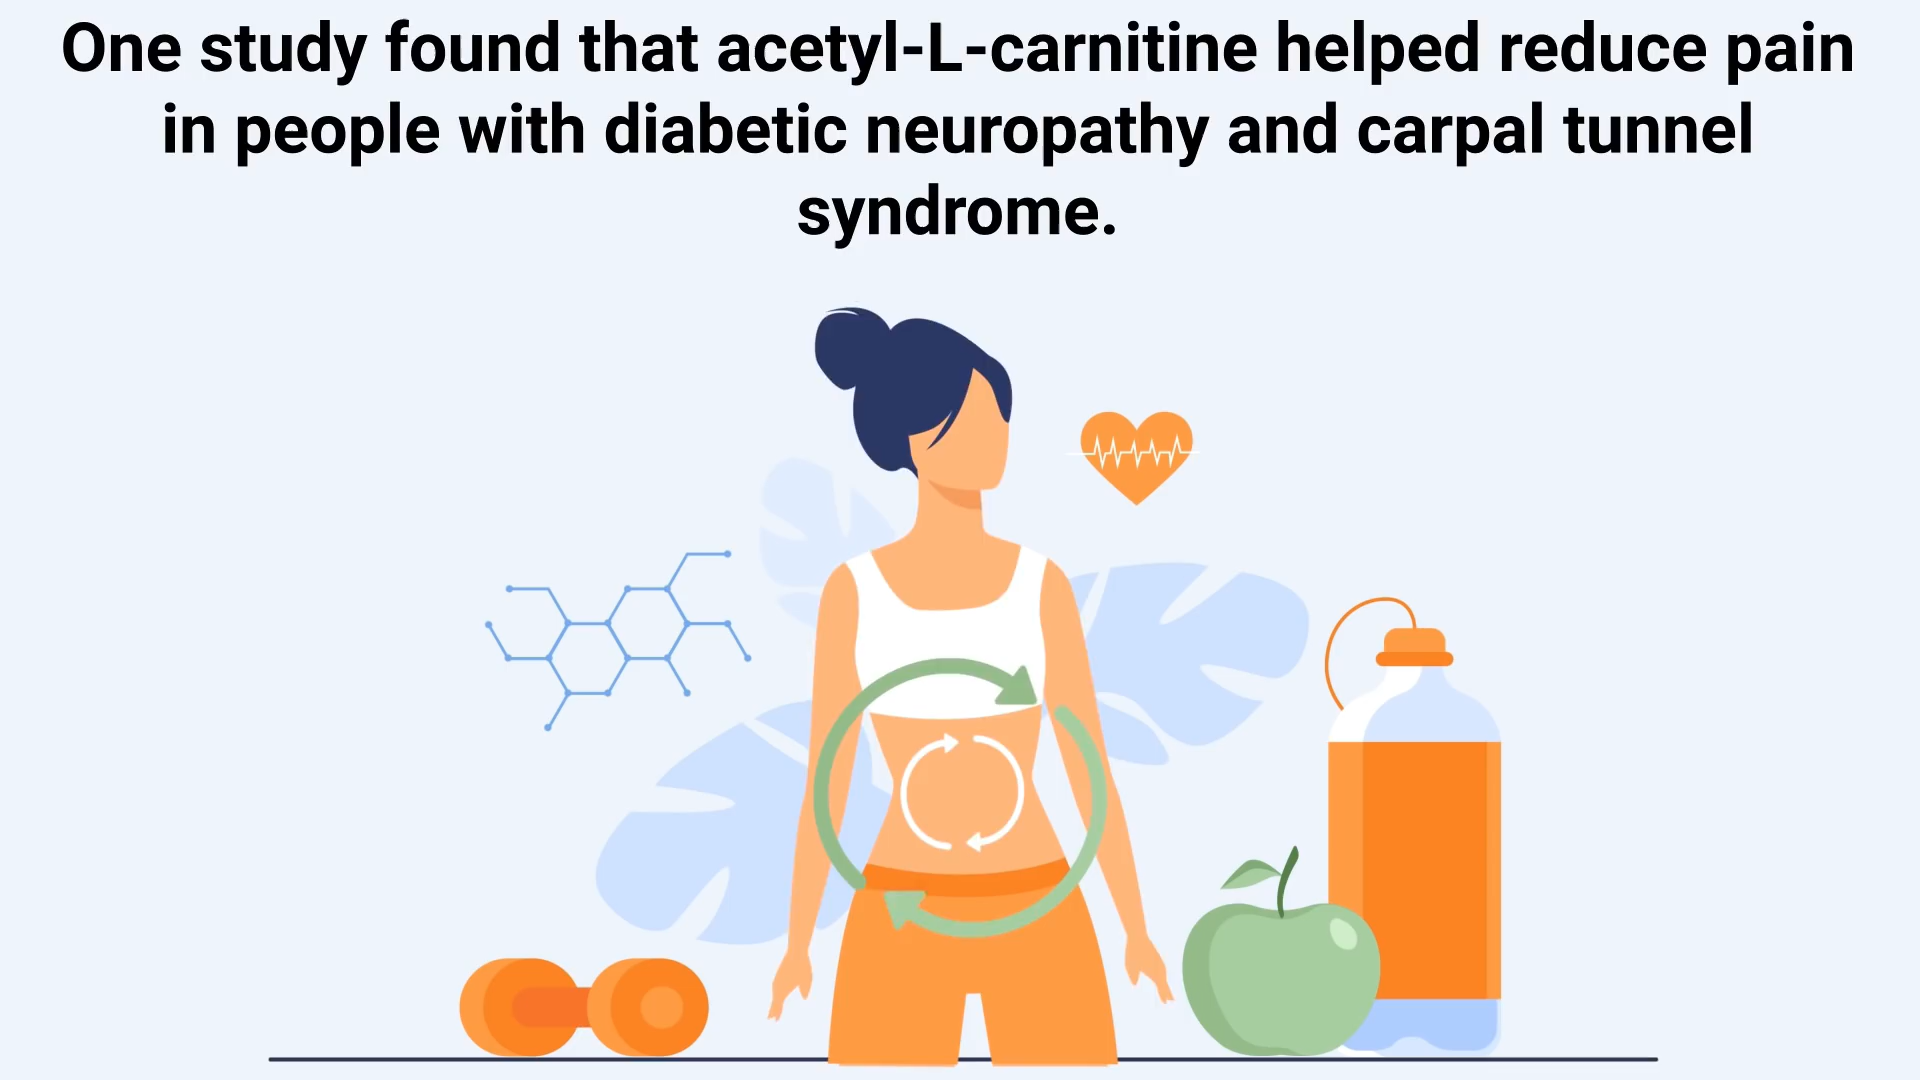 One study found that acetyl-L-carnitine helped reduce pain
in people with diabetic neuropathy and carpal tunnel
syndrome.